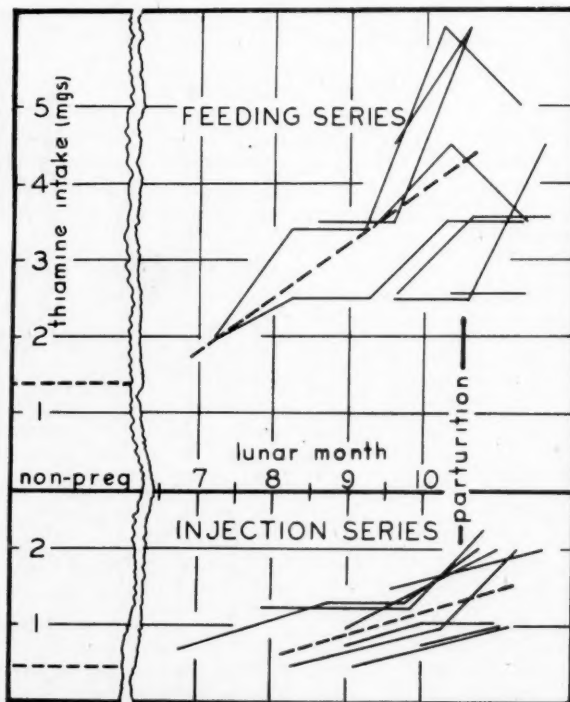 thiamine intake (mgs)
FEEDING SERIES
5
4
3
2
1
non-preg
lunar month
7
8
9
10
parturition
INJECTION SERIES
2
1